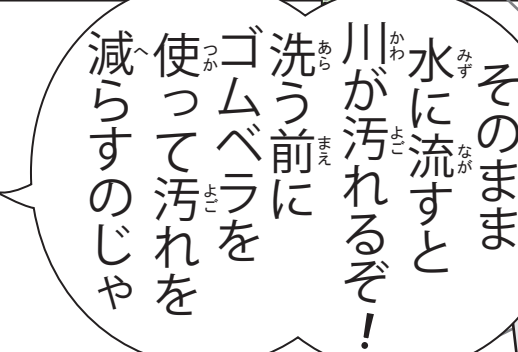 そのまま
水に流すと
川が汚れるぞ！
洗う前に
ゴムベラを
使って汚れを
減らすのじゃ